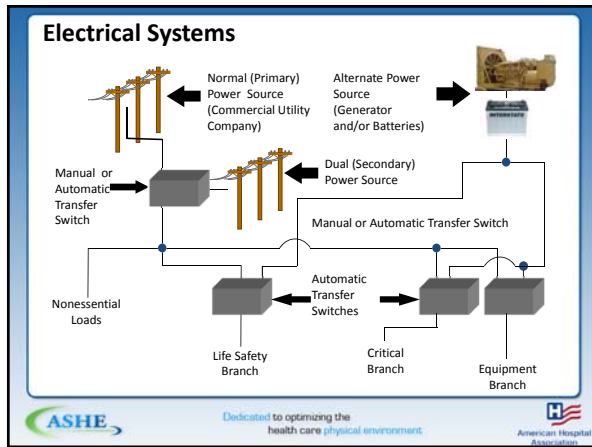 Electrical Systems
Normal (Primary)
Power Source
(Commercial Utility
Company)
Alternate Power
Source
(Generator
and/or Batteries)
INTERSTATE
Manual or
Automatic
Transfer
Switch
Dual (Secondary)
Power Source
Manual or Automatic Transfer Switch
Nonessential
Loads
Automatic
Transfer
Switches
Life Safety
Branch
Critical
Branch
Equipment
Branch
ASHE
Dedicated to optimizing the
health care physical environment
American Hospital
Association